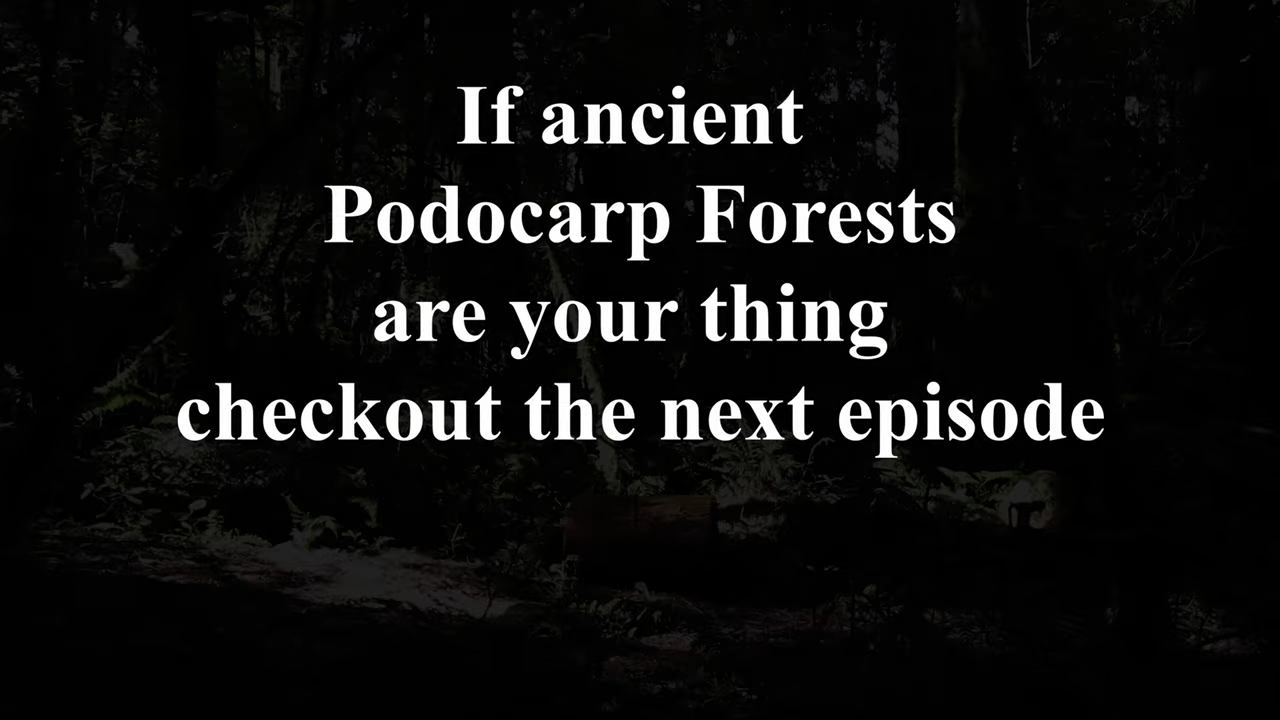 If ancient
Podocarp Forests
are your thing
checkout the next episode